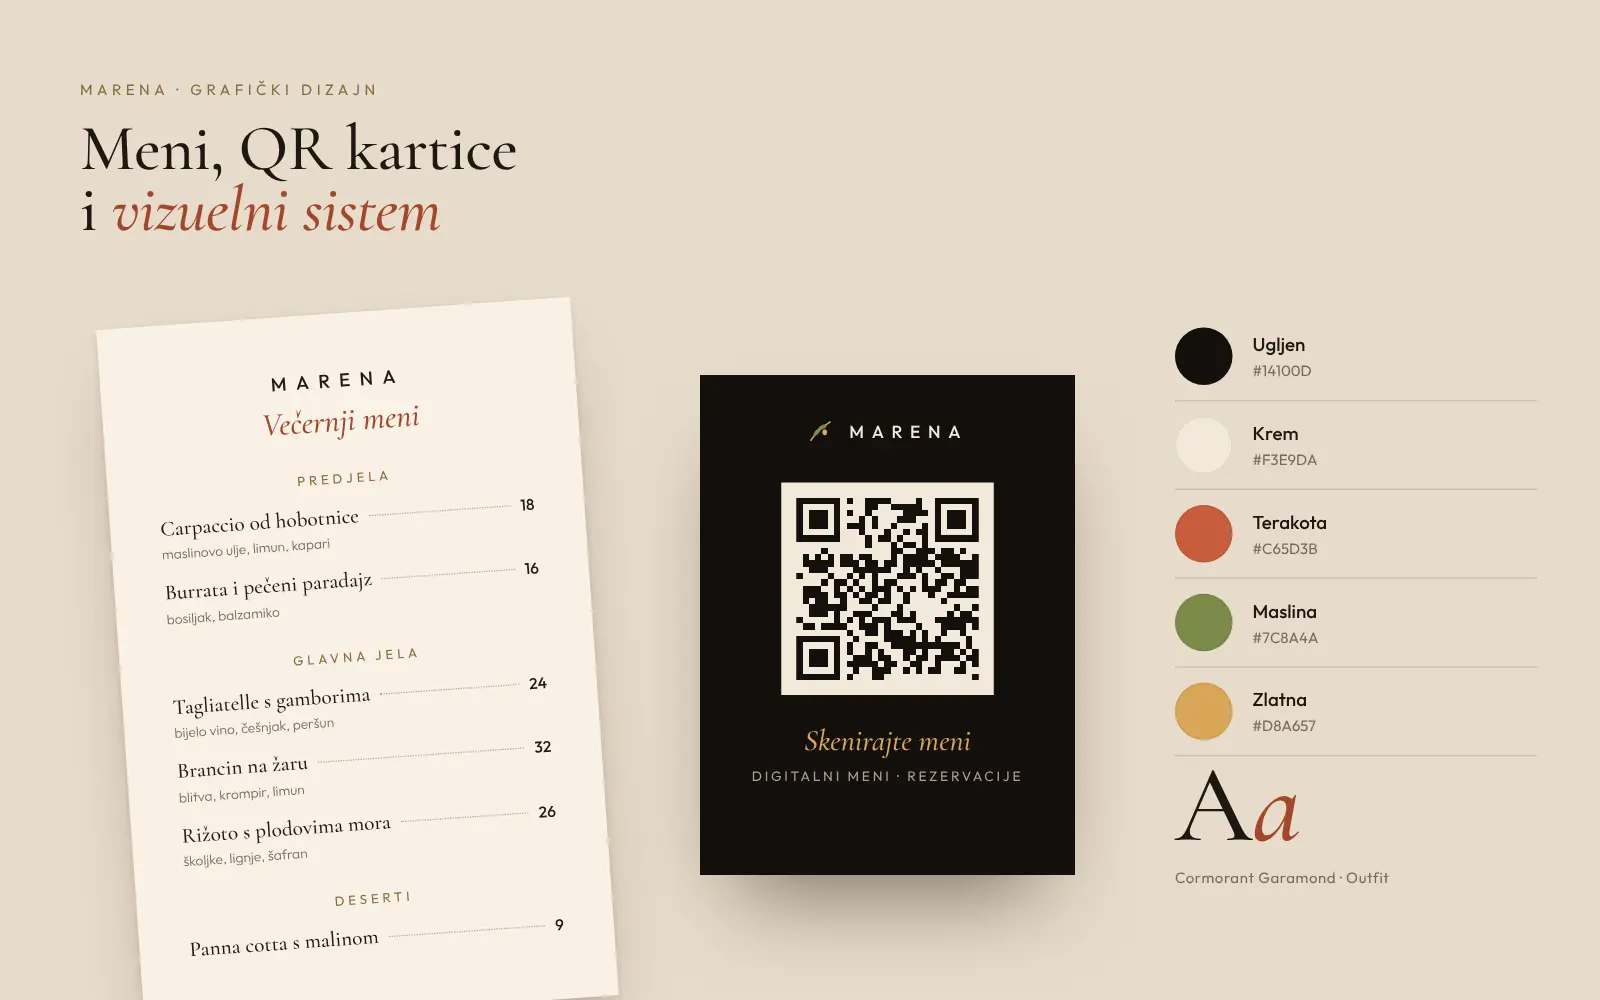 MARENA · GRAFIČKI DIZAJN
Meni, QR kartice
i vizuelni sistem
MARENA
Večernji meni
PREDJELA
Carpaccio od hobotnice 18
maslinovo ulje, limun, kapari
Burrata i pečeni paradajz 16
bosiljak, balzamiko
GLAVNA JELA
Tagliatelle s gamborima 24
bijelo vino, češnjak, peršun
Brancin na žaru 32
blitva, krompir, limun
Rižoto s plodovima mora 26
školjke, lignje, šafran
DESERTI
Panna cotta s malinom 9
MARENA
Skenirajte meni
DIGITALNI MENI · REZERVACIJE
Ugljen
#14100D
Krem
#F3E9DA
Terakota
#C65D3B
Maslina
#7C8A4A
Zlatna
#D8A657
Aa
Cormorant Garamond · Outfit